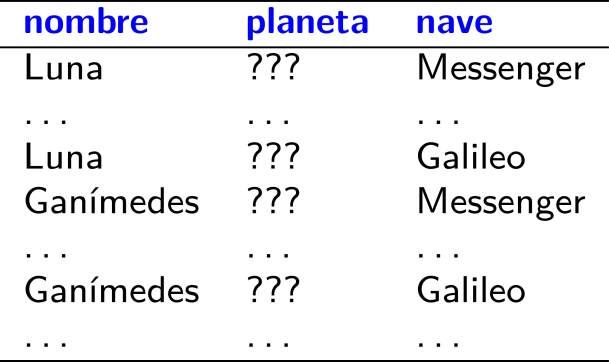 nombre planeta nave
Luna ??? Messenger
... ... ...
Luna ??? Galileo
Ganímedes ??? Messenger
... ... ...
Ganímedes ??? Galileo
... ... ...